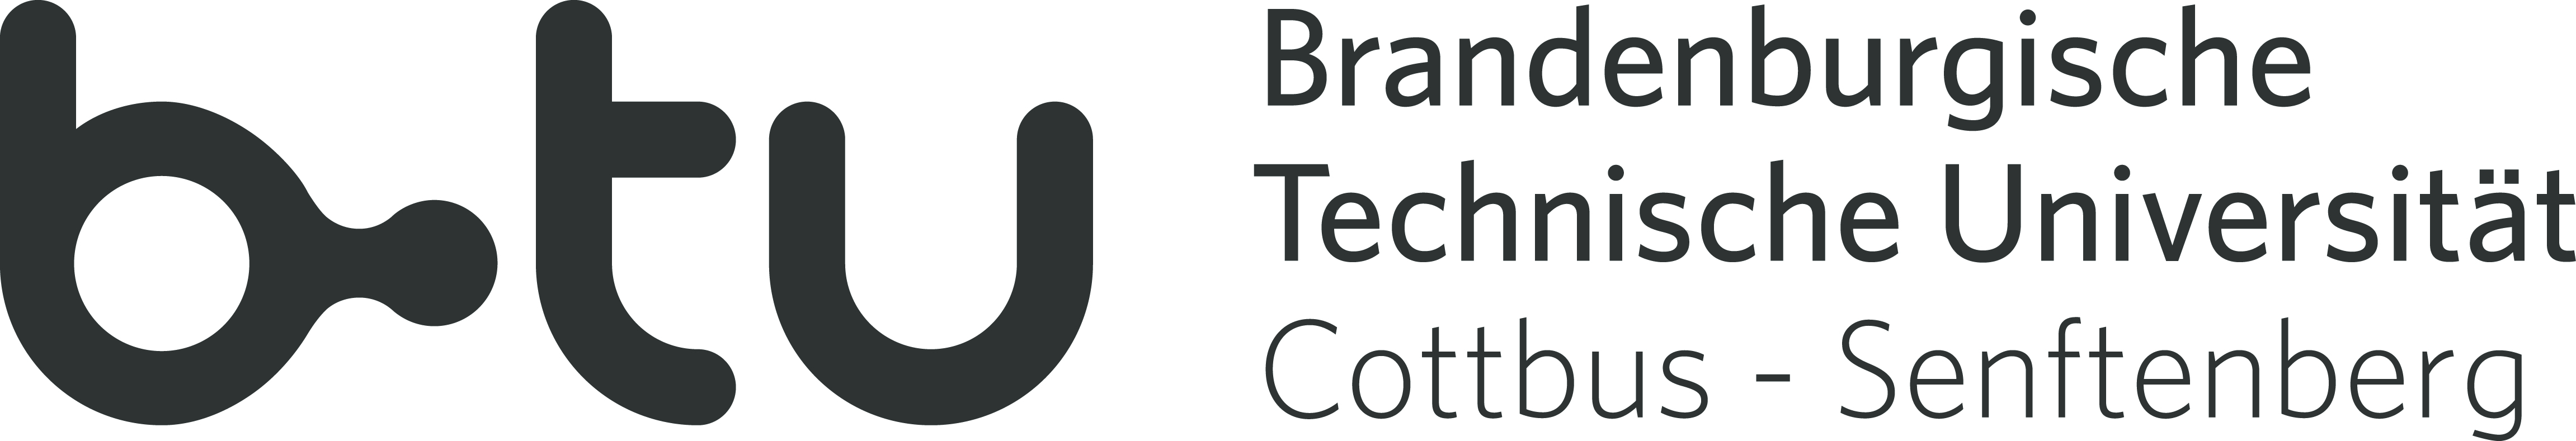 btu
Brandenburgische
Technische Universität
Cottbus - Senftenberg